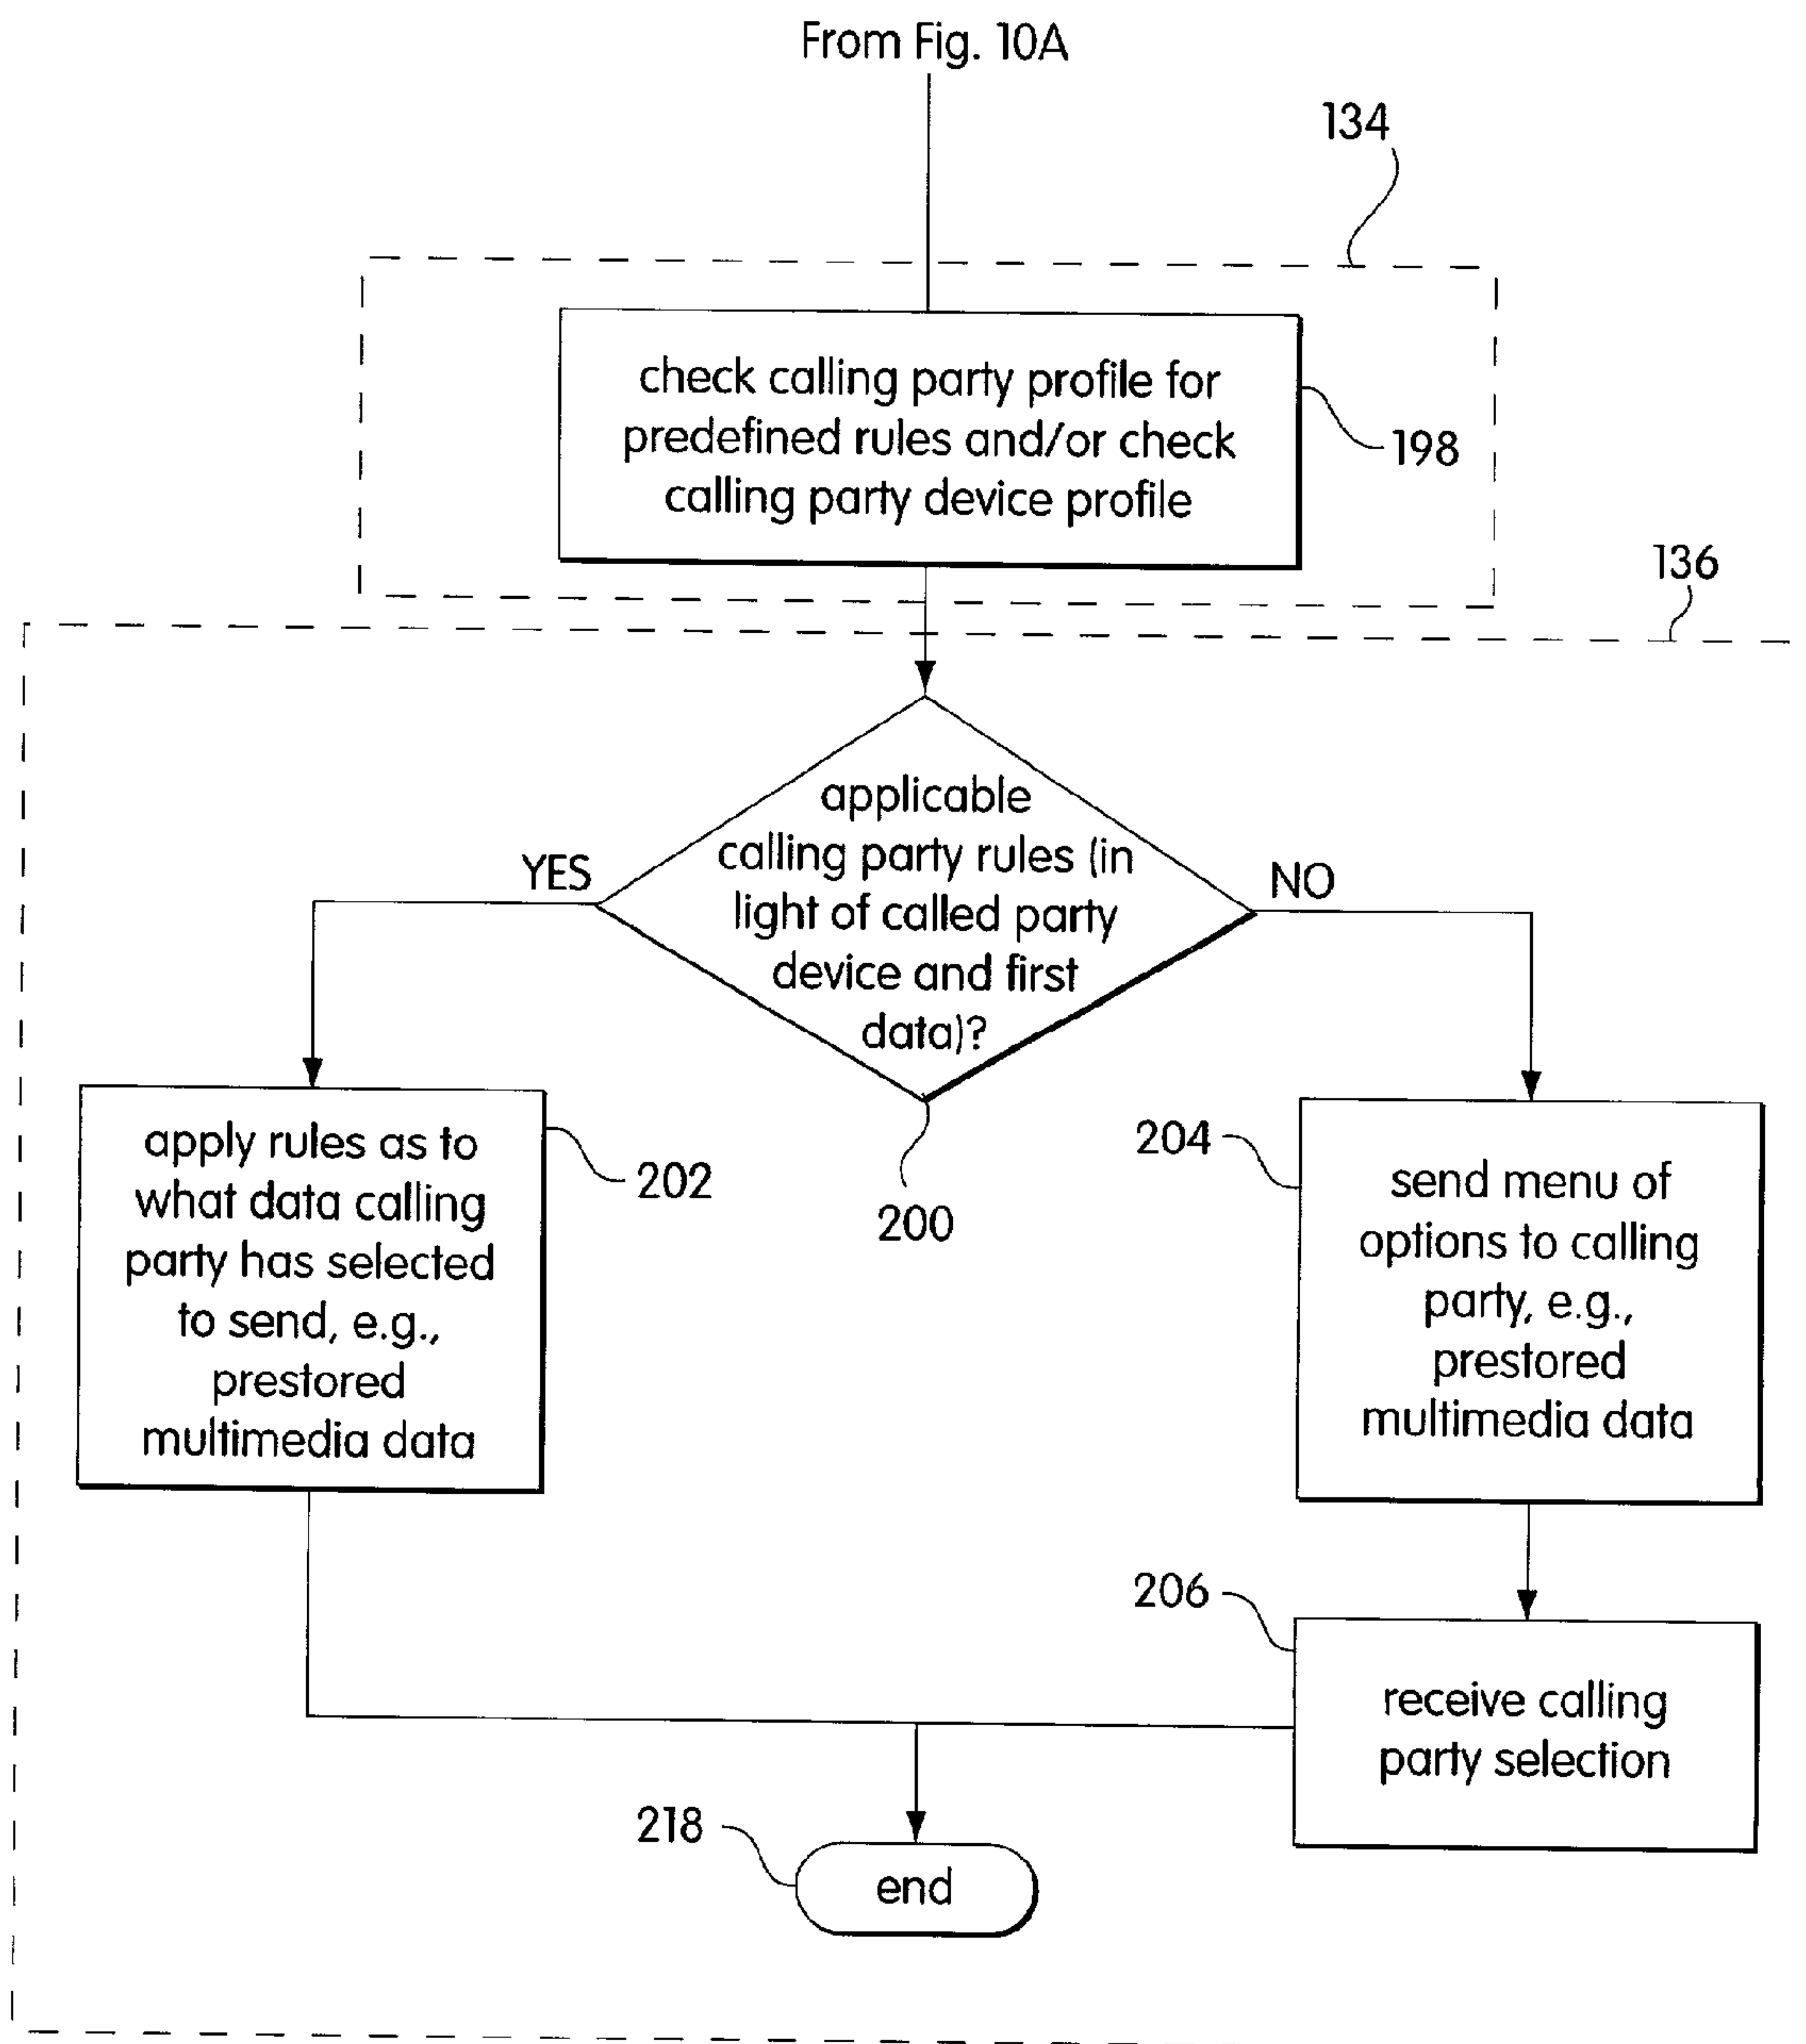 From Fig. 10A
134
check calling party profile for
predefined rules and/or check
calling party device profile
198
136
applicable
calling party rules (in
light of called party
device and first
data)?
YES
NO
200
apply rules as to
what data calling
party has selected
to send, e.g.,
prestored
multimedia data
202
204
send menu of
options to calling
party, e.g.,
prestored
multimedia data
206
receive calling
party selection
218
end